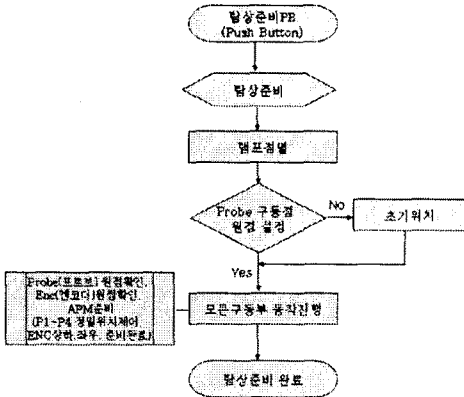 탐상준비PB
(Push Button)
탐상준비
램프점멸
Probe 구동점
원점 설정
No
초기위치
Yes
Probe(프로브) 원점확인,
Enc(엔코더)원점확인,
APM준비
(P1-P4 정밀위치제어
ENC상하,좌우, 준비완료)
모든구동부 동작진행
탐상준비 완료